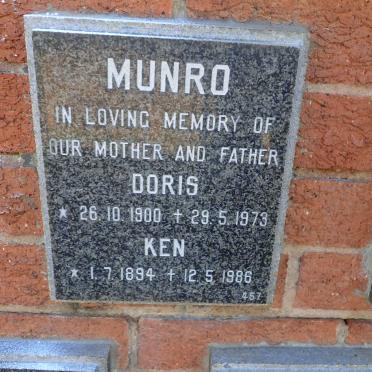 MUNRO
IN LOVING MEMORY OF
OUR MOTHER AND FATHER
DORIS
★ 26.10.1900 ✝ 29.5.1973
KEN
★ 1.7.1894 ✝ 12.5.1986
467